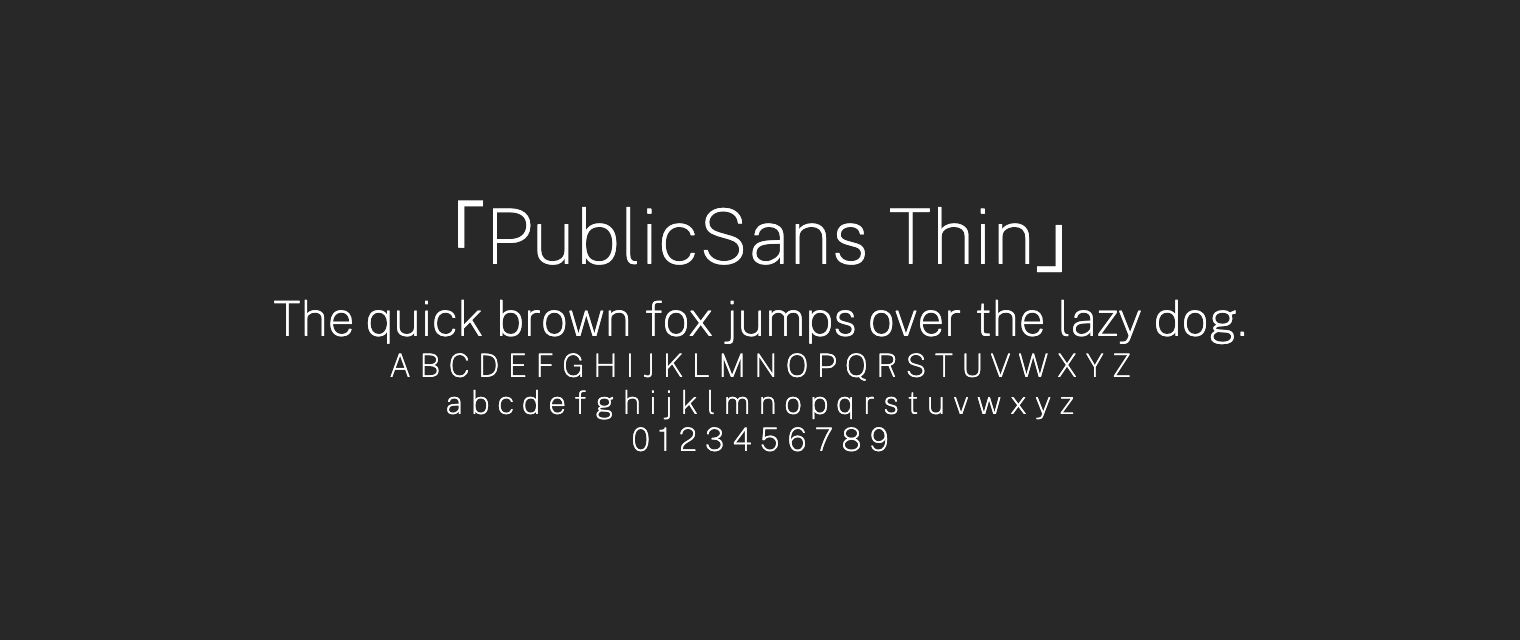 「PublicSans Thin」
The quick brown fox jumps over the lazy dog.
A B C D E F G H I J K L M N O P Q R S T U V W X Y Z
a b c d e f g h i j k l m n o p q r s t u v w x y z
0 1 2 3 4 5 6 7 8 9